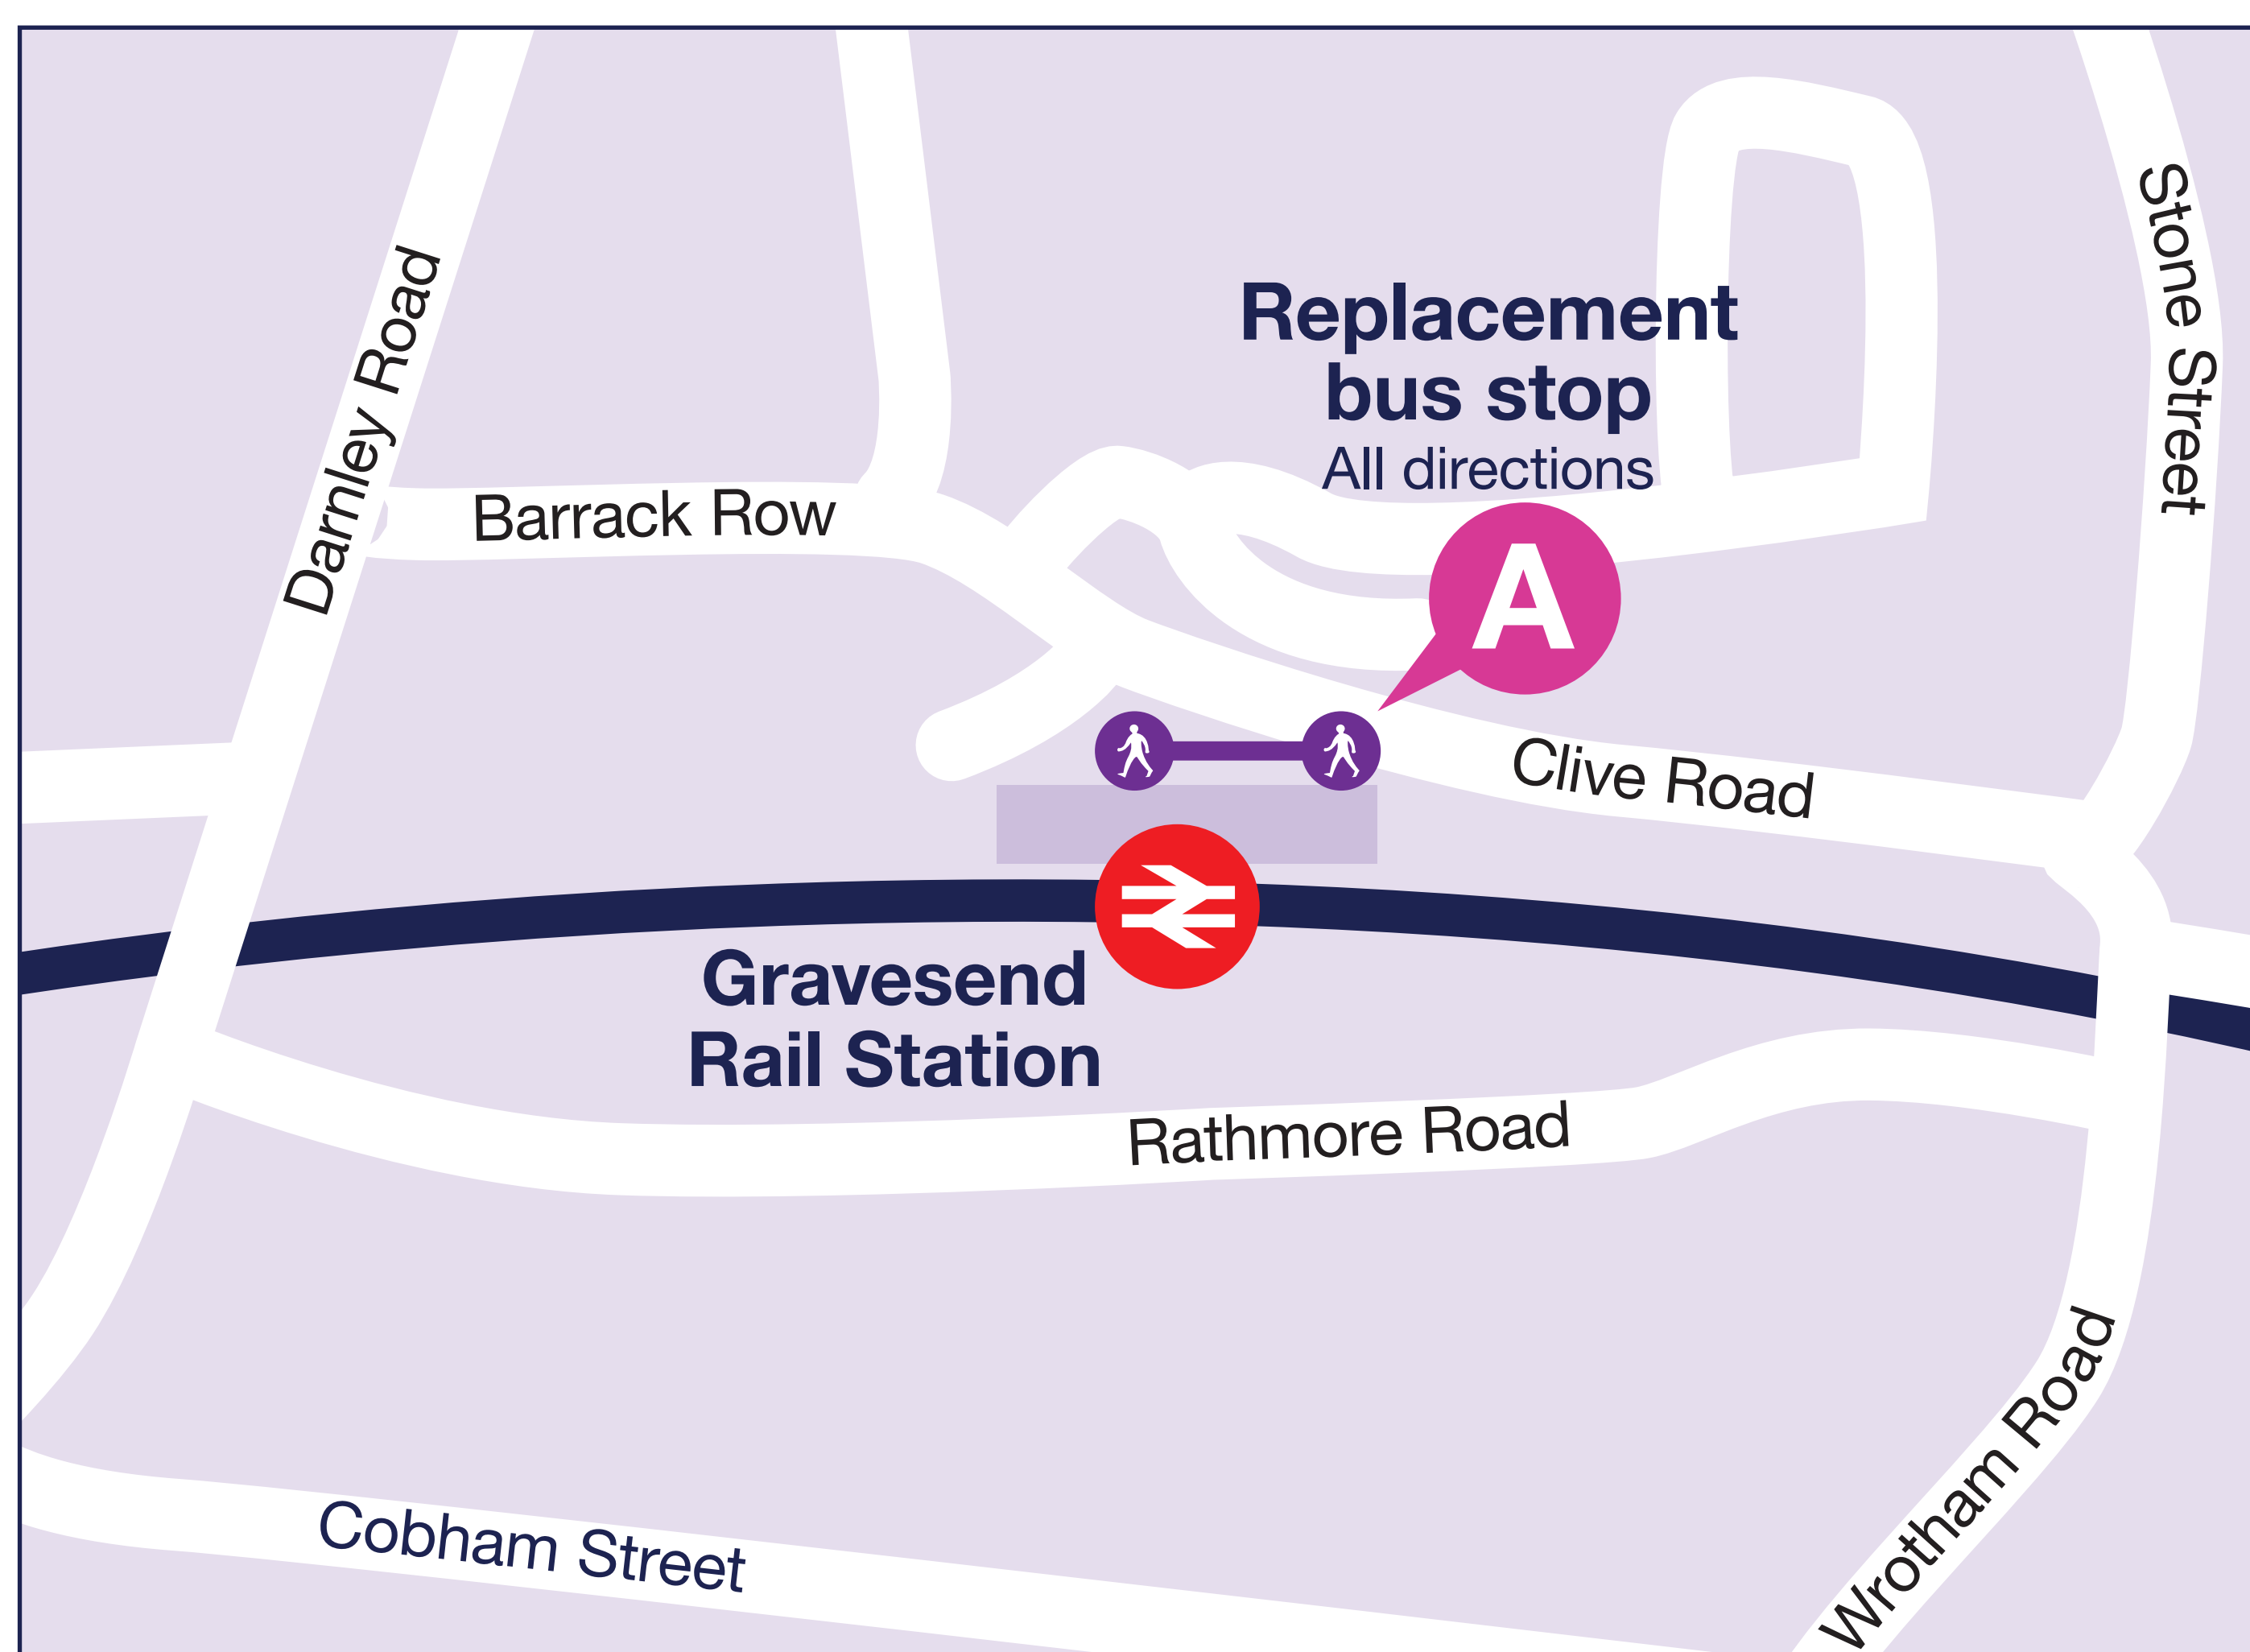 Darnley Road
Barrack Row
Replacement
bus stop
All directions
A
Stone Street
Clive Road
Gravesend
Rail Station
Rathmore Road
Wrotham Road
Cobham Street